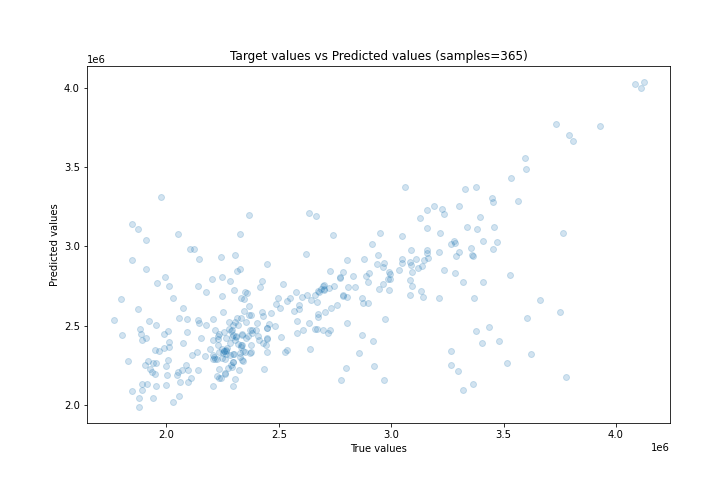 Target values vs Predicted values (samples=365)
1e6
4.0
3.5
3.0
2.5
2.0
Predicted values
2.0 2.5 3.0 3.5 4.0
True values
1e6